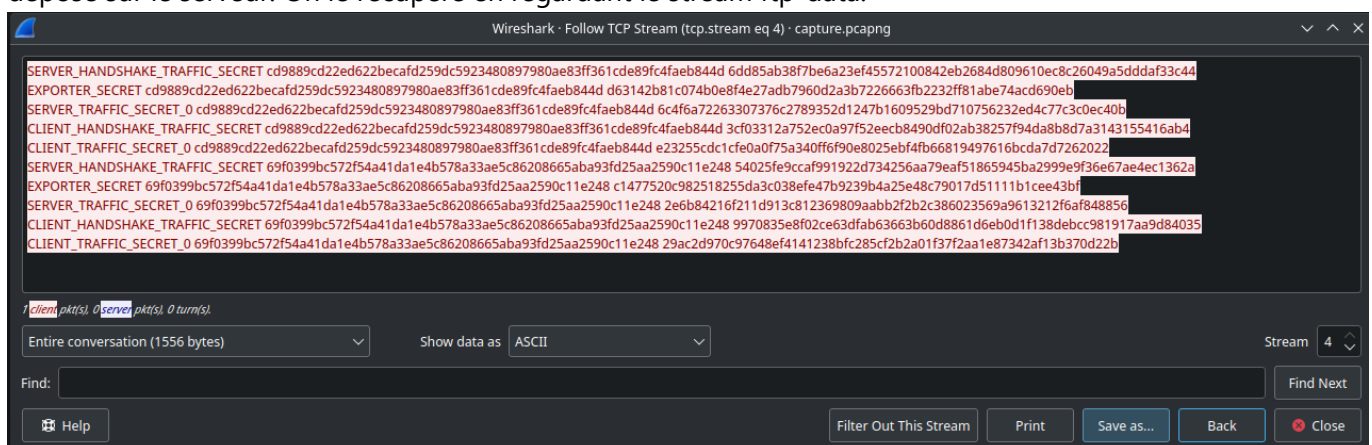 déposé sur le serveur. On le récupère en regardant le stream ftp-data.
Wireshark · Follow TCP Stream (tcp.stream eq 4) · capture.pcapng
SERVER_HANDSHAKE_TRAFFIC_SECRET cd9889cd22ed622becafd259dc5923480897980ae83ff361cde89fc4faeb844d 6dd85ab38f7be6a23ef45572100842eb2684d809610ec8c26049a5dddaf33c44
EXPORTER_SECRET cd9889cd22ed622becafd259dc5923480897980ae83ff361cde89fc4faeb844d d63142b81c074b0e8f4e27adb7960d2a3b7226663fb2232ff81abe74acd690eb
SERVER_TRAFFIC_SECRET_0 cd9889cd22ed622becafd259dc5923480897980ae83ff361cde89fc4faeb844d 6c4f6a72263307376c2789352d1247b1609529bd710756232ed4c77c3c0ec40b
CLIENT_HANDSHAKE_TRAFFIC_SECRET cd9889cd22ed622becafd259dc5923480897980ae83ff361cde89fc4faeb844d 3cf03312a752ec0a97f52eecb8490df02ab38257f94da8b8d7a3143155416ab4
CLIENT_TRAFFIC_SECRET_0 cd9889cd22ed622becafd259dc5923480897980ae83ff361cde89fc4faeb844d e23255cdc1cfe0a0f75a340ff6f90e8025ebf4fb66819497616bcda7d7262022
SERVER_HANDSHAKE_TRAFFIC_SECRET 69f0399bc572f54a41da1e4b578a33ae5c86208665aba93fd25aa2590c11e248 54025fe9ccaf991922d734256aa79eaf51865945ba2999e9f36e67ae4ec1362a
EXPORTER_SECRET 69f0399bc572f54a41da1e4b578a33ae5c86208665aba93fd25aa2590c11e248 c1477520c982518255da3c038efe47b9239b4a25e48c79017d51111b1cee43bf
SERVER_TRAFFIC_SECRET_0 69f0399bc572f54a41da1e4b578a33ae5c86208665aba93fd25aa2590c11e248 2e6b84216f211d913c812369809aabb2f2b2c386023569a9613212f6af848856
CLIENT_HANDSHAKE_TRAFFIC_SECRET 69f0399bc572f54a41da1e4b578a33ae5c86208665aba93fd25aa2590c11e248 9970835e8f02ce63dfab63663b60d8861d6eb0d1f138debcc981917aa9d84035
CLIENT_TRAFFIC_SECRET_0 69f0399bc572f54a41da1e4b578a33ae5c86208665aba93fd25aa2590c11e248 29ac2d970c97648ef4141238bfc285cf2b2a01f37f2aa1e87342af13b370d22b
1 client pkt(s), 0 server pkt(s), 0 turn(s).
Entire conversation (1556 bytes) Show data as ASCII Stream 4
Find: Find Next
Help Filter Out This Stream Print Save as... Back Close